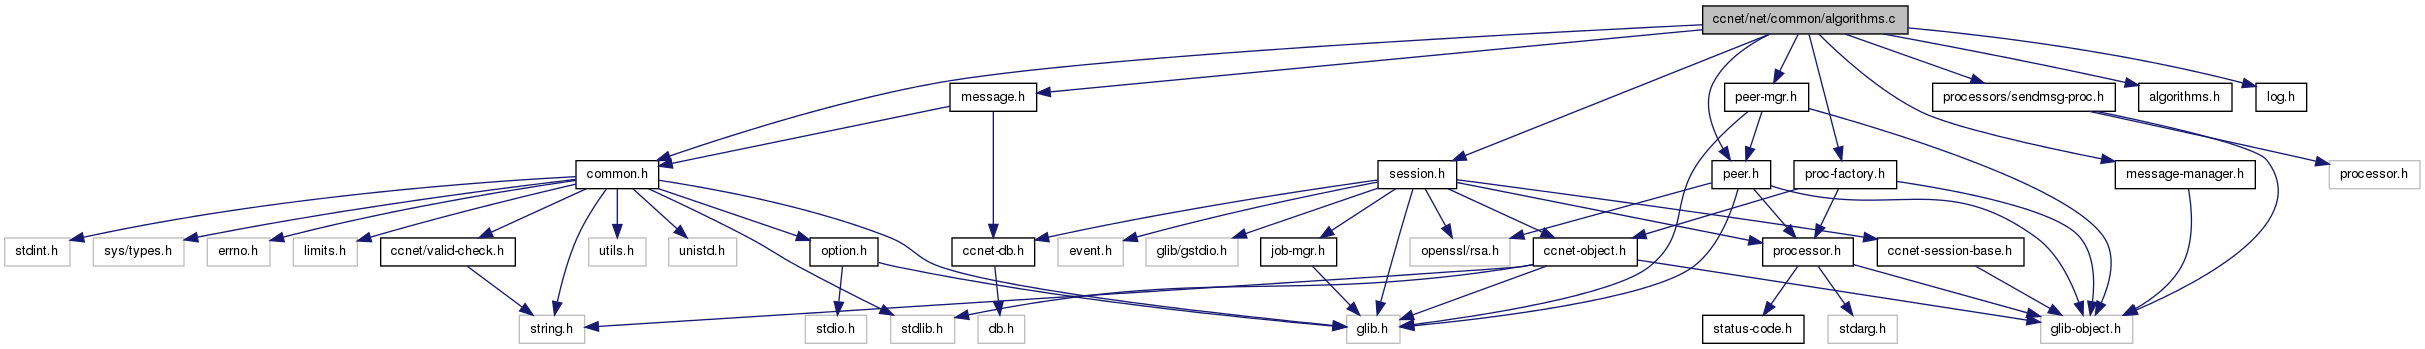 ccnet/net/common/algorithms.c
message.h
peer-mgr.h
processors/sendmsg-proc.h
algorithms.h
log.h
common.h
session.h
peer.h
proc-factory.h
message-manager.h
processor.h
stdint.h
sys/types.h
errno.h
limits.h
ccnet/valid-check.h
utils.h
unistd.h
option.h
ccnet-db.h
event.h
glib/gstdio.h
job-mgr.h
openssl/rsa.h
ccnet-object.h
processor.h
ccnet-session-base.h
string.h
stdio.h
stdlib.h
db.h
glib.h
status-code.h
stdarg.h
glib-object.h